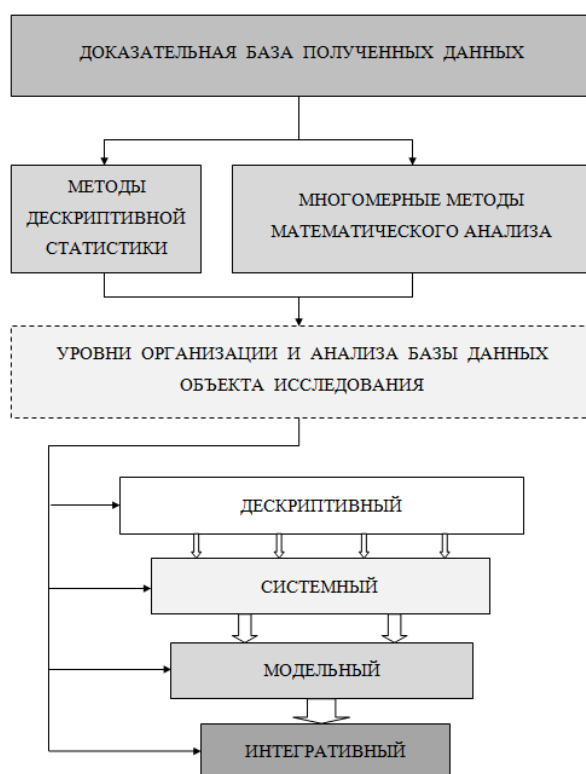 ДОКАЗАТЕЛЬНАЯ БАЗА ПОЛУЧЕННЫХ ДАННЫХ
МЕТОДЫ
ДЕСКРИПТИВНОЙ
СТАТИСТИКИ
МНОГОМЕРНЫЕ МЕТОДЫ
МАТЕМАТИЧЕСКОГО АНАЛИЗА
УРОВНИ ОРГАНИЗАЦИИ И АНАЛИЗА БАЗЫ ДАННЫХ
ОБЪЕКТА ИССЛЕДОВАНИЯ
ДЕСКРИПТИВНЫЙ
СИСТЕМНЫЙ
МОДЕЛЬНЫЙ
ИНТЕГРАТИВНЫЙ